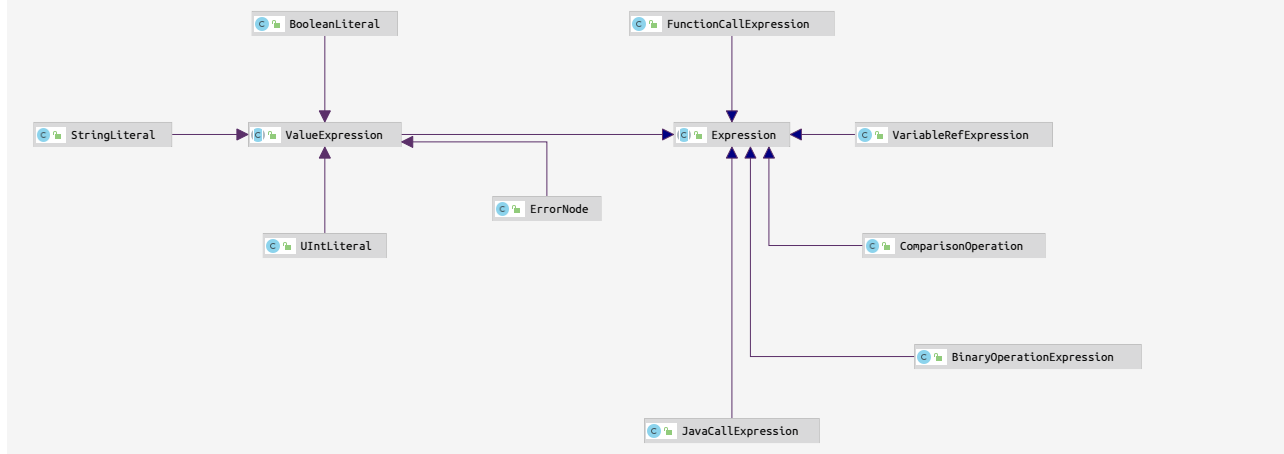 C BooleanLiteral
C FunctionCallExpression
C StringLiteral
C ValueExpression
C Expression
C VariableRefExpression
C ErrorNode
C UIntLiteral
C ComparisonOperation
C BinaryOperationExpression
C JavaCallExpression